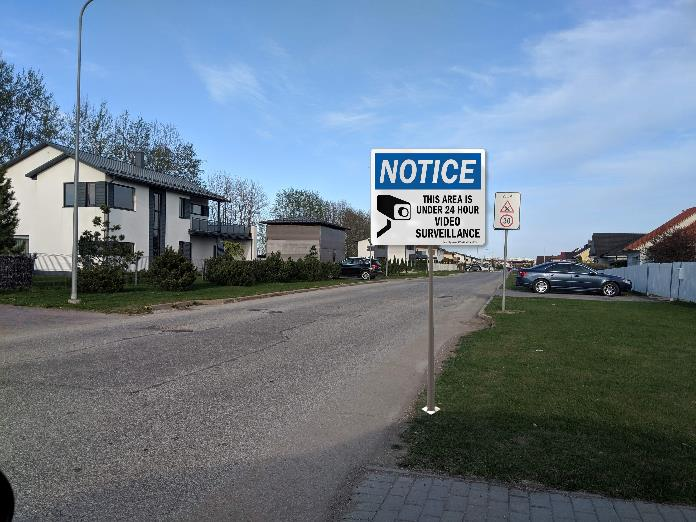 NOTICE
THIS AREA IS
UNDER 24 HOUR
VIDEO
SURVEILLANCE
30